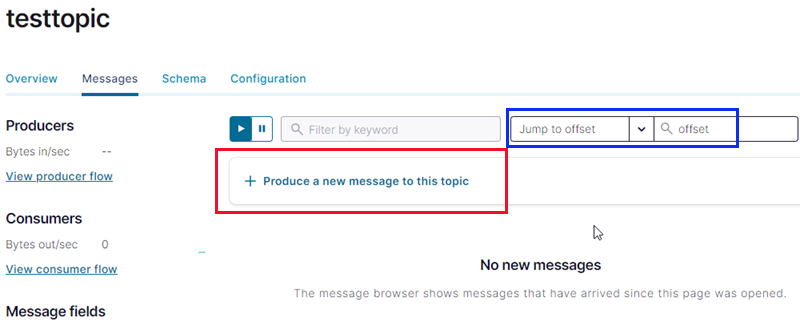 testtopic
Overview Messages Schema Configuration
Producers
Bytes in/sec --
View producer flow
Consumers
Bytes out/sec 0
View consumer flow
Message fields
Filter by keyword Jump to offset offset
+ Produce a new message to this topic
No new messages
The message browser shows messages that have arrived since this page was opened.